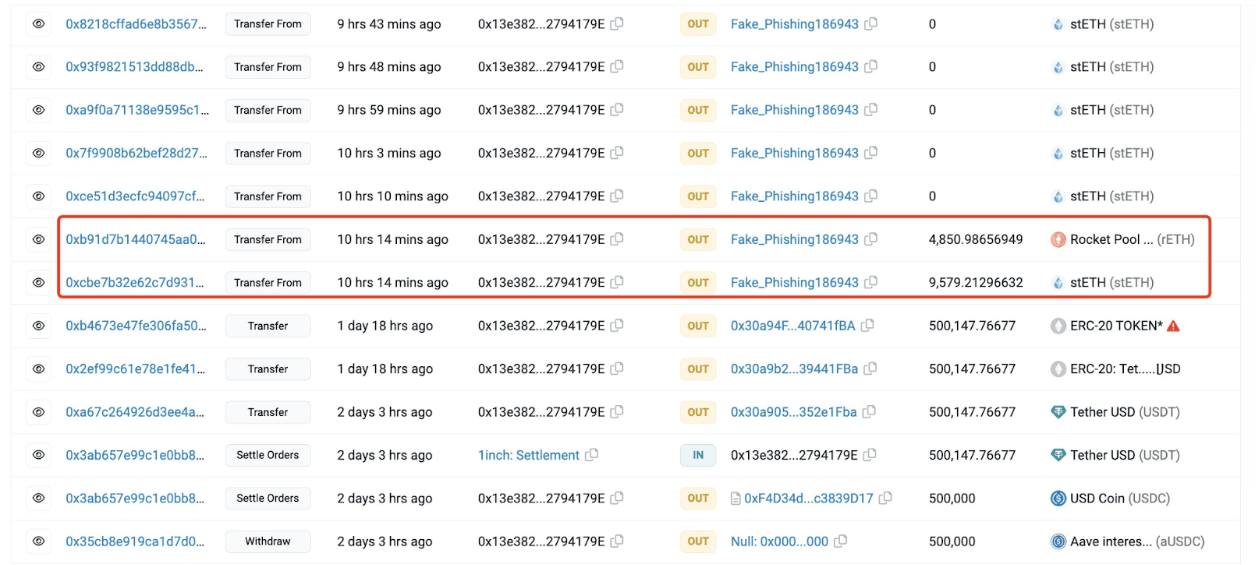 0x8218cffad6e8b3567... Transfer From 9 hrs 43 mins ago 0x13e382...2794179E OUT Fake_Phishing186943 0 stETH (stETH)
0x93f9821513dd88db... Transfer From 9 hrs 48 mins ago 0x13e382...2794179E OUT Fake_Phishing186943 0 stETH (stETH)
0xa9f0a71138e9595c1... Transfer From 9 hrs 59 mins ago 0x13e382...2794179E OUT Fake_Phishing186943 0 stETH (stETH)
0x7f9908b62bef28d27... Transfer From 10 hrs 3 mins ago 0x13e382...2794179E OUT Fake_Phishing186943 0 stETH (stETH)
0xce51d3ecfc94097cf... Transfer From 10 hrs 10 mins ago 0x13e382...2794179E OUT Fake_Phishing186943 0 stETH (stETH)
0xb91d7b1440745aa0... Transfer From 10 hrs 14 mins ago 0x13e382...2794179E OUT Fake_Phishing186943 4,850.98656949 Rocket Pool ... (rETH)
0xcbe7b32e62c7d931... Transfer From 10 hrs 14 mins ago 0x13e382...2794179E OUT Fake_Phishing186943 9,579.21296632 stETH (stETH)
0xb4673e47fe306fa50... Transfer 1 day 18 hrs ago 0x13e382...2794179E OUT 0x30a94F...40741fBA 500,147.76677 ERC-20 TOKEN*
0x2ef99c61e78e1fe41... Transfer 1 day 18 hrs ago 0x13e382...2794179E OUT 0x30a9b2...39441FBa 500,147.76677 ERC-20: Tet.....ṲSD
0xa67c264926d3ee4a... Transfer 2 days 3 hrs ago 0x13e382...2794179E OUT 0x30a905...352e1Fba 500,147.76677 Tether USD (USDT)
0x3ab657e99c1e0bb8... Settle Orders 2 days 3 hrs ago 1inch: Settlement IN 0x13e382...2794179E 500,147.76677 Tether USD (USDT)
0x3ab657e99c1e0bb8... Settle Orders 2 days 3 hrs ago 0x13e382...2794179E OUT 0xF4D34d...c3839D17 500,000 USD Coin (USDC)
0x35cb8e919ca1d7d0... Withdraw 2 days 3 hrs ago 0x13e382...2794179E OUT Null: 0x000...000 500,000 Aave interes... (aUSDC)